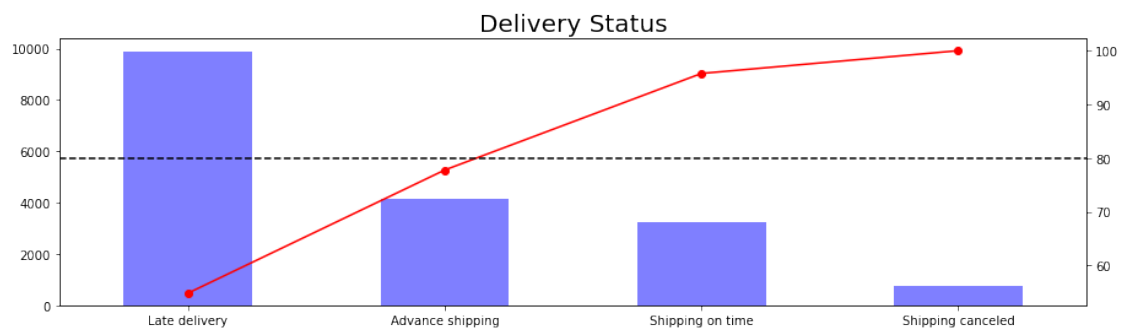 Delivery Status
10000
8000
6000
4000
2000
0
100
90
80
70
60
Late delivery
Advance shipping
Shipping on time
Shipping canceled